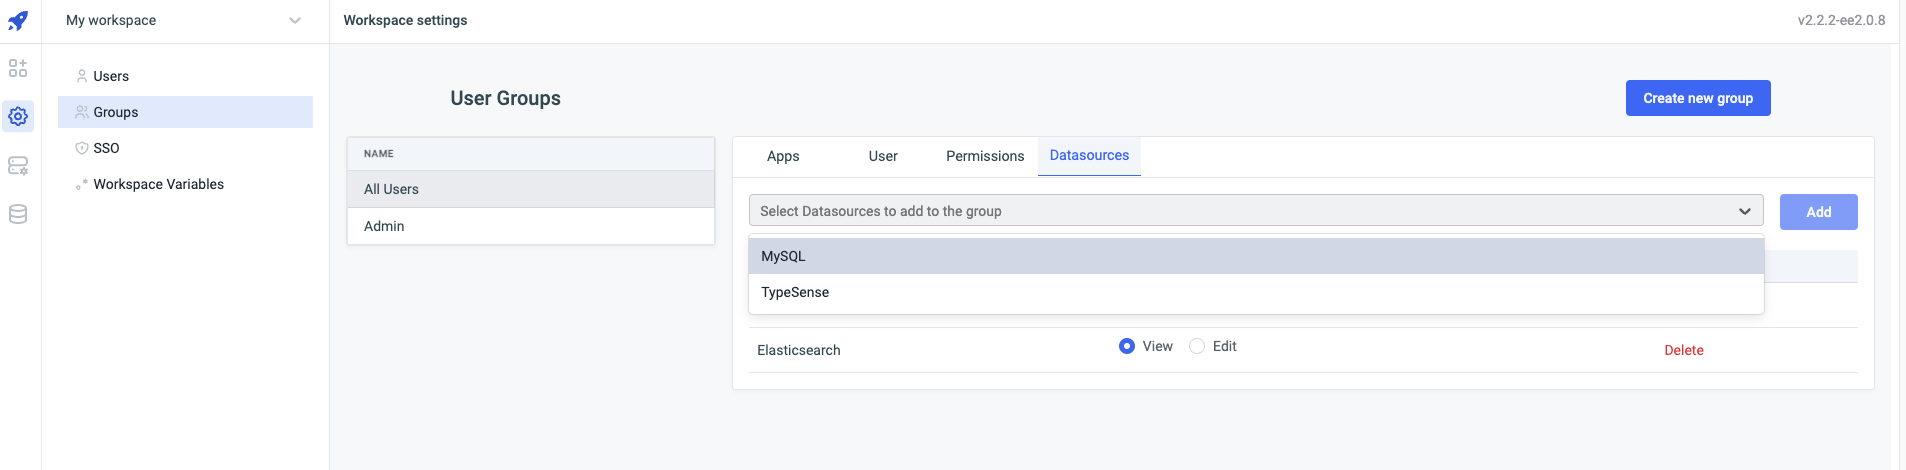 My workspace
Workspace settings
v2.2.2-ee2.0.8
Users
Groups
SSO
Workspace Variables
User Groups
Create new group
NAME
All Users
Admin
Apps
User
Permissions
Datasources
Select Datasources to add to the group
Add
MySQL
TypeSense
Elasticsearch
View
Edit
Delete